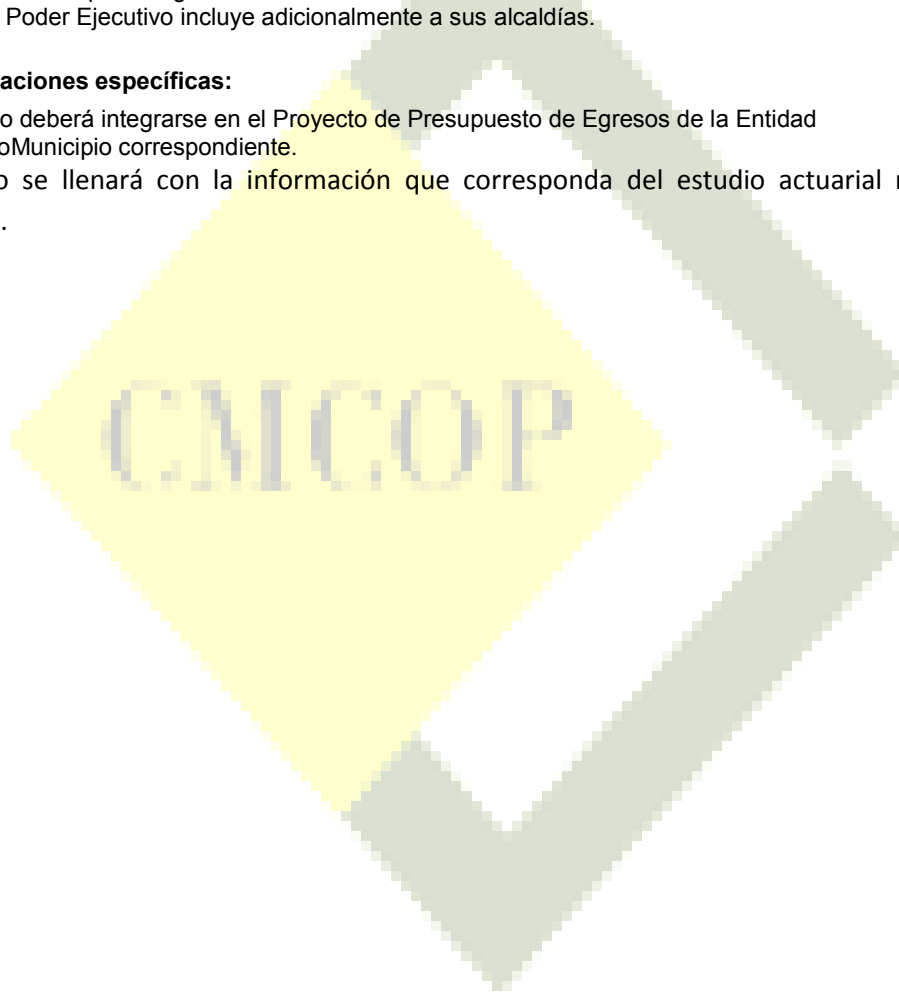 Poder Ejecutivo incluye adicionalmente a sus alcaldías.
aciones específicas:
o deberá integrarse en el Proyecto de Presupuesto de Egresos de la Entidad
oMunicipio correspondiente.
o se llenará con la información que corresponda del estudio actuarial
.
CMCOP